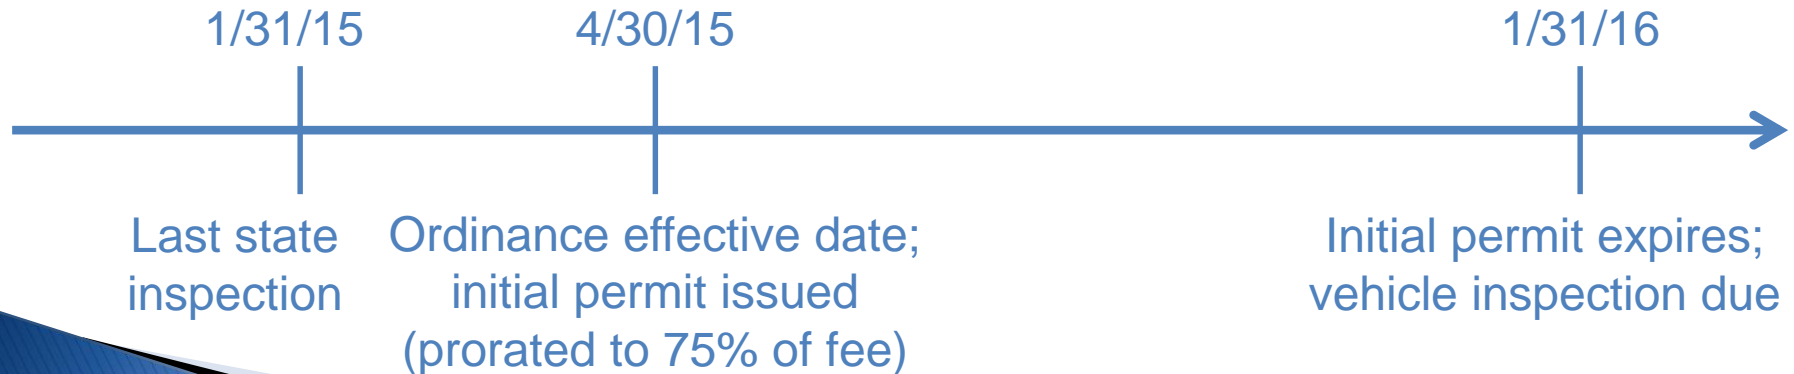 1/31/15
4/30/15
1/31/16
Last state
inspection
Ordinance effective date;
initial permit issued
(prorated to 75% of fee)
Initial permit expires;
vehicle inspection due